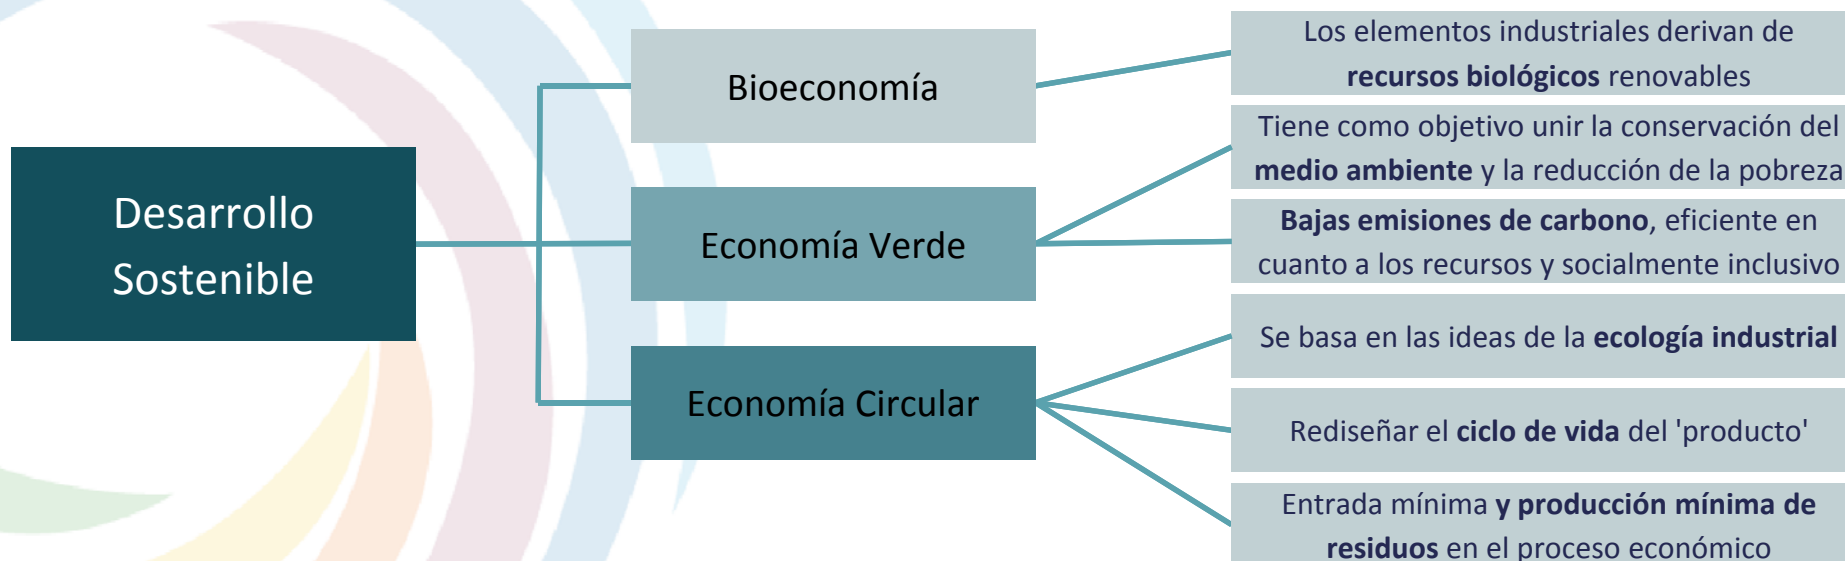 Desarrollo
Sostenible
Bioeconomía
Los elementos industriales derivan de
recursos biológicos renovables
Economía Verde
Tiene como objetivo unir la conservación del
medio ambiente y la reducción de la pobreza
Bajas emisiones de carbono, eficiente en
cuanto a los recursos y socialmente inclusivo
Economía Circular
Se basa en las ideas de la ecología industrial
Rediseñar el ciclo de vida del 'producto'
Entrada mínima y producción mínima de
residuos en el proceso económico